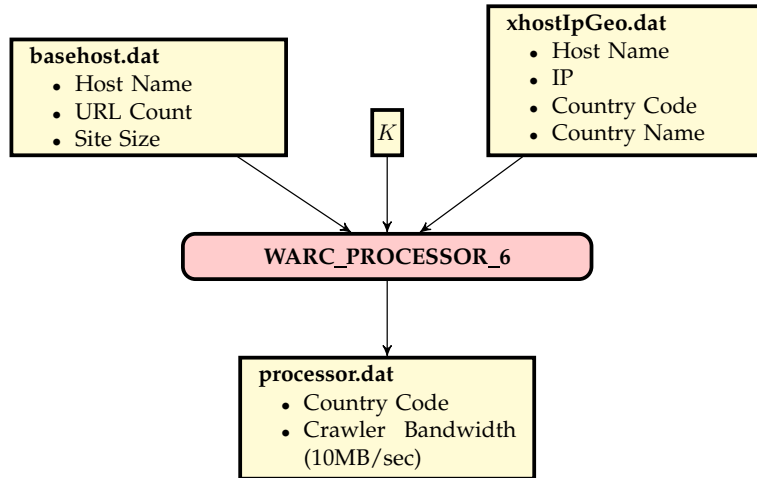 basehost.dat
• Host Name
• URL Count
• Site Size
K
xhostIpGeo.dat
• Host Name
• IP
• Country Code
• Country Name
WARC_PROCESSOR_6
processor.dat
• Country Code
• Crawler Bandwidth
(10MB/sec)